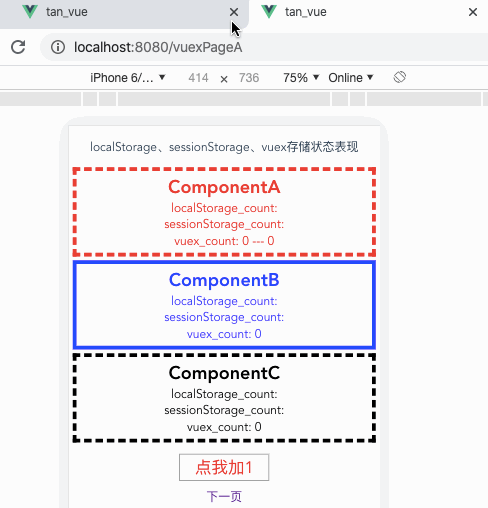 tan_vue
tan_vue
localhost:8080/vuexPageA
iPhone 6/… ▼ 414 × 736 75% ▼ Online ▼
localStorage、sessionStorage、vuex存储状态表现
ComponentA
localStorage_count:
sessionStorage_count:
vuex_count: 0 --- 0
ComponentB
localStorage_count:
sessionStorage_count:
vuex_count: 0
ComponentC
localStorage_count:
sessionStorage_count:
vuex_count: 0
点我加1
下一页